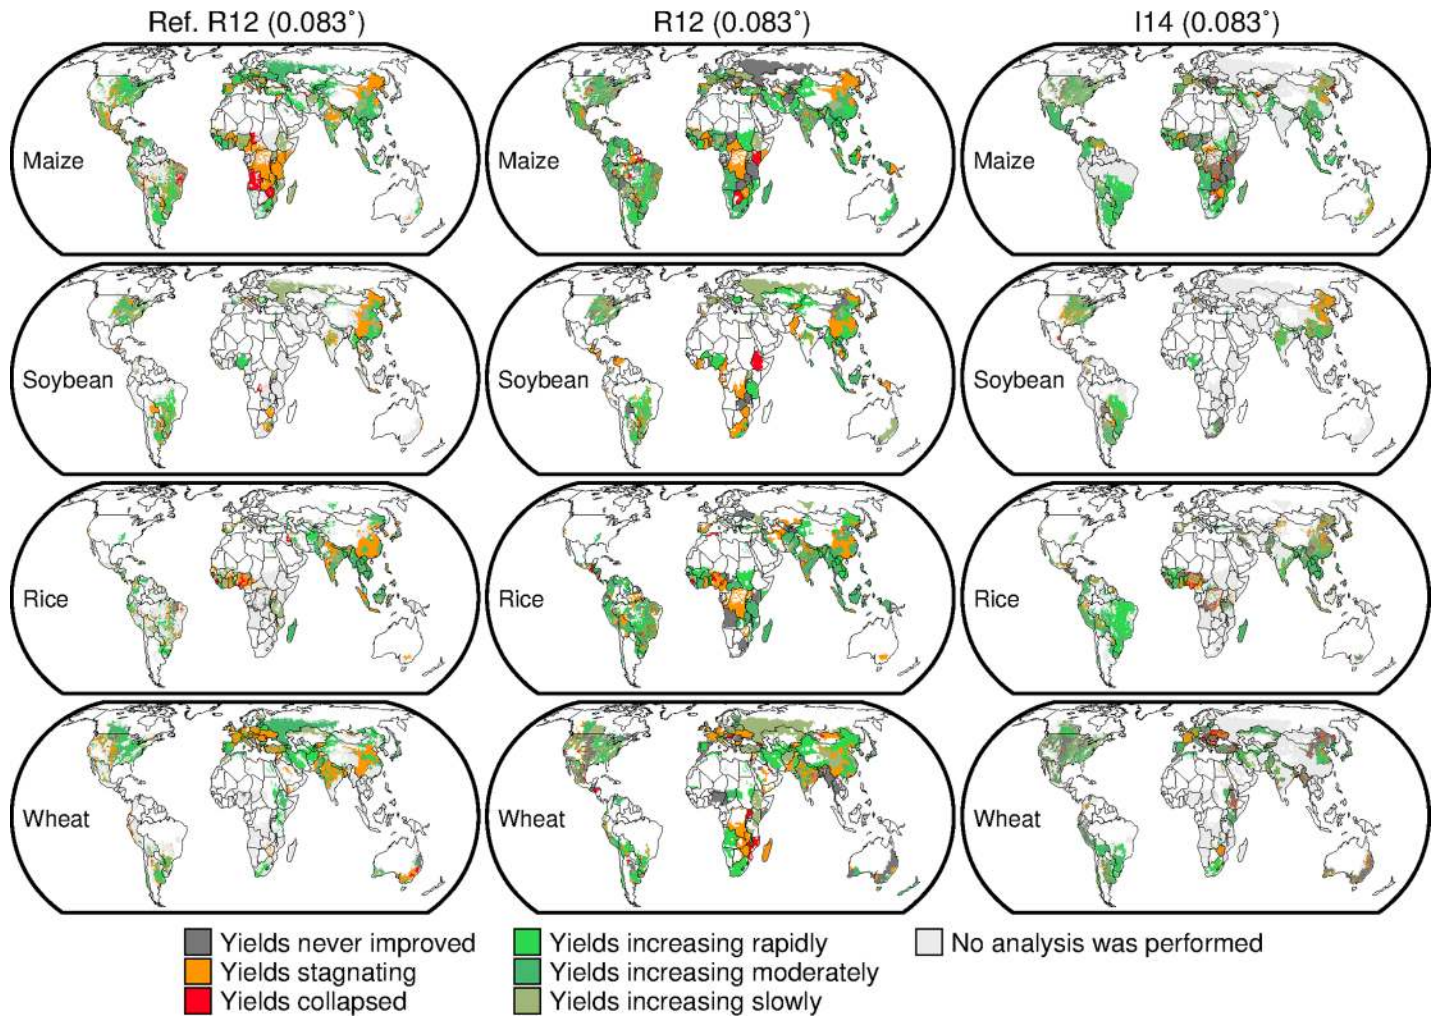 Ref. R12 (0.083˚) R12 (0.083˚) I14 (0.083˚)
Maize Maize Maize
Soybean Soybean Soybean
Rice Rice Rice
Wheat Wheat Wheat
Yields never improved Yields increasing rapidly No analysis was performed
Yields stagnating Yields increasing moderately
Yields collapsed Yields increasing slowly